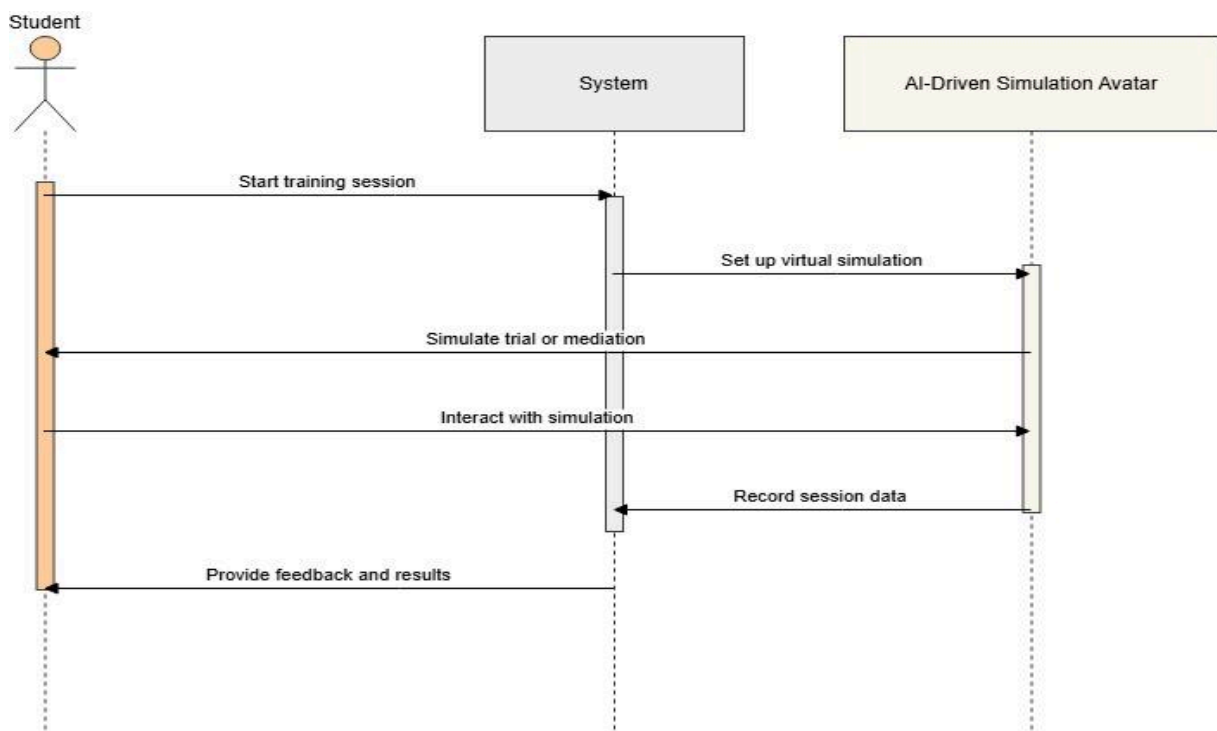 Student
System
AI-Driven Simulation Avatar
Start training session
Set up virtual simulation
Simulate trial or mediation
Interact with simulation
Record session data
Provide feedback and results